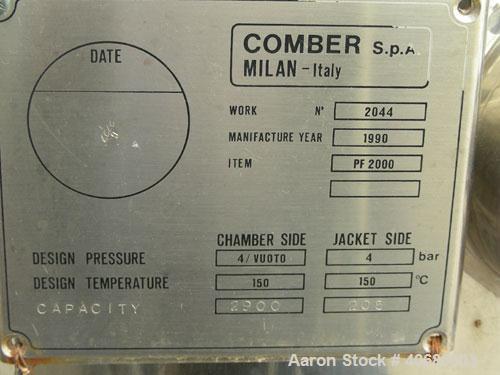 DATE
COMBER S.p.A.
MILAN - Italy
WORK N° 2044
MANIFACTURE YEAR 1990
ITEM PF 2000
CHAMBER SIDE JACKET SIDE
DESIGN PRESSURE 4/VUOTO 4 bar
DESIGN TEMPERATURE 150 150 °C
CAPACITY 2900 205
Aaron Stock #